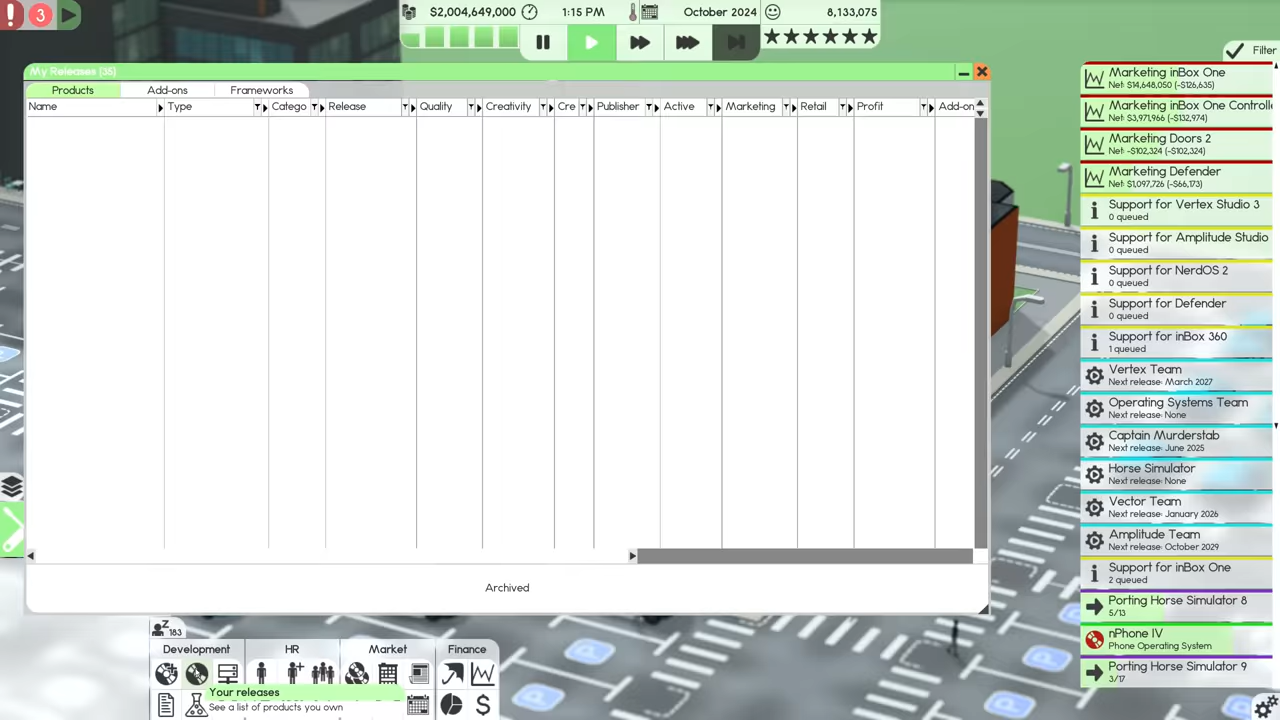 3
$2,004,649,000
1:15 PM
October 2024
8,133,075
Filter
My Releases (35)
Products
Add-ons
Frameworks
Name
Type
Catego
Release
Quality
Creativity
Cre
Publisher
Active
Marketing
Retail
Profit
Add-on
Archived
Marketing inBox One
Net: $14,648,050 (-$126,635)
Marketing inBox One Controlle
Net: $3,971,966 (-$132,974)
Marketing Doors 2
Net: -$102,324 (-$102,324)
Marketing Defender
Net: $1,097,726 (-$66,173)
Support for Vertex Studio 3
0 queued
Support for Amplitude Studio
0 queued
Support for NerdOS 2
0 queued
Support for Defender
0 queued
Support for inBox 360
1 queued
Vertex Team
Next release: March 2027
Operating Systems Team
Next release: None
Captain Murderstab
Next release: June 2025
Horse Simulator
Next release: None
Vector Team
Next release: January 2026
Amplitude Team
Next release: October 2029
Support for inBox One
2 queued
Porting Horse Simulator 8
5/13
nPhone IV
Phone Operating System
Porting Horse Simulator 9
3/17
Z
183
Development
HR
Market
Finance
Your releases
See a list of products you own